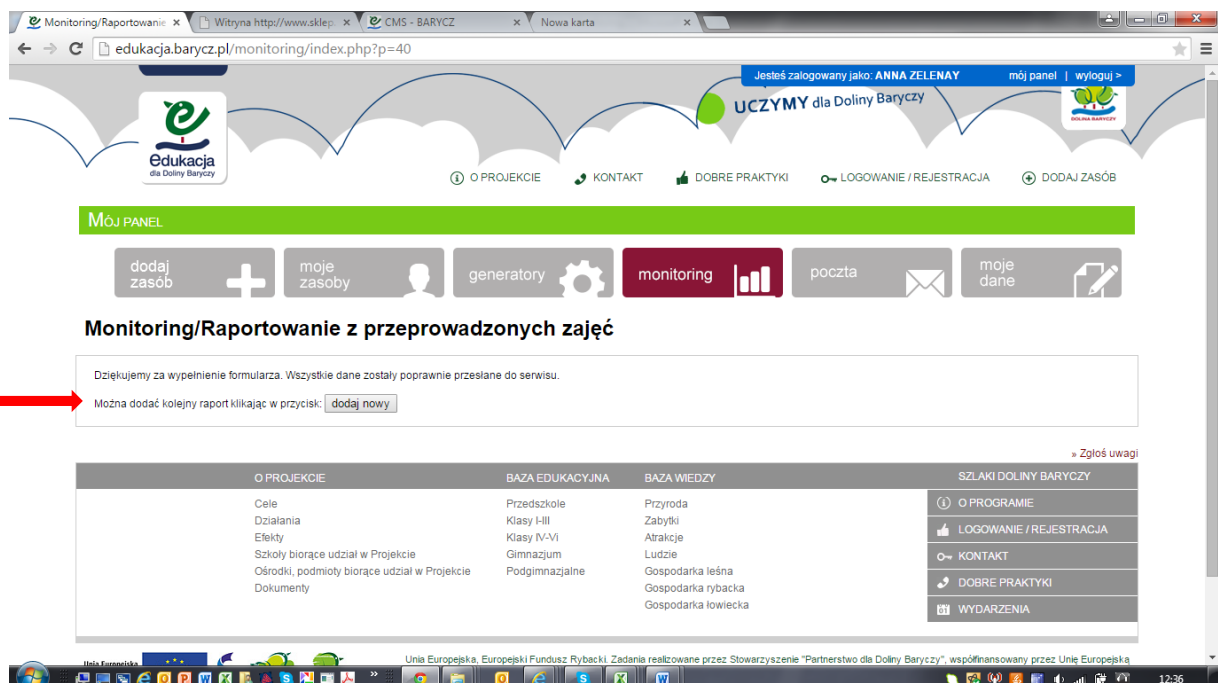 Monitoring/Raportowanie
Witryna http://www.sklep.
CMS - BARYCZ
Nowa karta
edukacja.barycz.pl/monitoring/index.php?p=40
Jesteś zalogowany jako: ANNA ZELENAY mój panel | wyloguj >
UCZYMY dla Doliny Baryczy
DOLINA BARYCZY
edukacja
dla Doliny Baryczy
O PROJEKCIE KONTAKT DOBRE PRAKTYKI LOGOWANIE / REJESTRACJA DODAJ ZASÓB
MÓJ PANEL
dodaj zasób
moje zasoby
generatory
monitoring
poczta
moje dane
Monitoring/Raportowanie z przeprowadzonych zajęć
Dziękujemy za wypełnienie formularza. Wszystkie dane zostały poprawnie przesłane do serwisu.
Można dodać kolejny raport klikając w przycisk: dodaj nowy
» Zgłoś uwagi
O PROJEKCIE
Cele
Działania
Efekty
Szkoły biorące udział w Projekcie
Ośrodki, podmioty biorące udział w Projekcie
Dokumenty
BAZA EDUKACYJNA
Przedszkole
Klasy I-III
Klasy IV-VI
Gimnazjum
Podgimnazjalne
BAZA WIEDZY
Przyroda
Zabytki
Atrakcje
Ludzie
Gospodarka leśna
Gospodarka rybacka
Gospodarka łowiecka
SZLAKI DOLINY BARYCZY
O PROGRAMIE
LOGOWANIE / REJESTRACJA
KONTAKT
DOBRE PRAKTYKI
WYDARZENIA
Unia Europejska
Unia Europejska, Europejski Fundusz Rybacki. Zadania realizowane przez Stowarzyszenie "Partnerstwo dla Doliny Baryczy", współfinansowany przez Unię Europejską
12:36